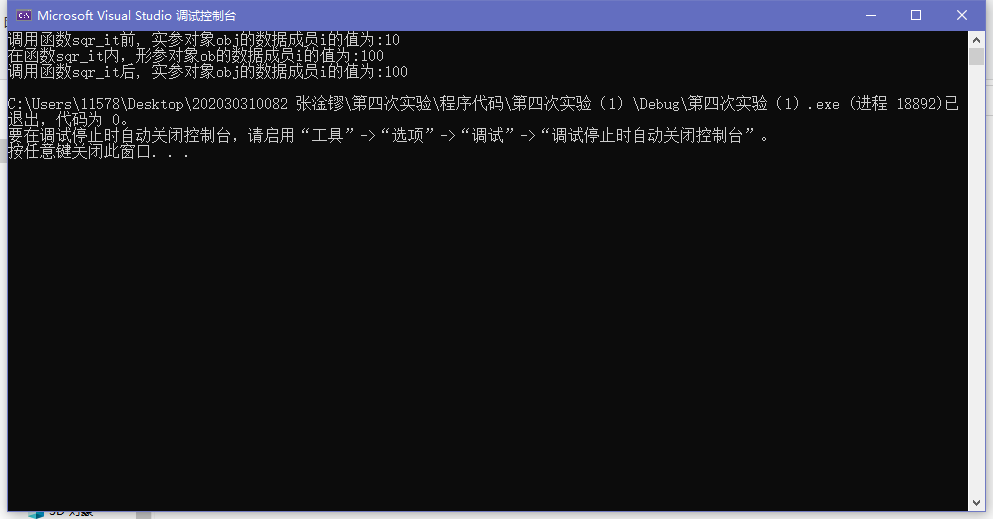 Microsoft Visual Studio 调试控制台
调用函数sqr_it前, 实参对象obj的数据成员i的值为:10
在函数sqr_it内, 形参对象ob的数据成员i的值为:100
调用函数sqr_it后, 实参对象obj的数据成员i的值为:100
C:\Users\11578\Desktop\202030310082 张淦镠\第四次实验\程序代码\第四次实验（1）\Debug\第四次实验（1）.exe (进程 18892)已
退出，代码为 0。
要在调试停止时自动关闭控制台，请启用“工具”->“选项”->“调试”->“调试停止时自动关闭控制台”。
按任意键关闭此窗口. . .
3D 对象